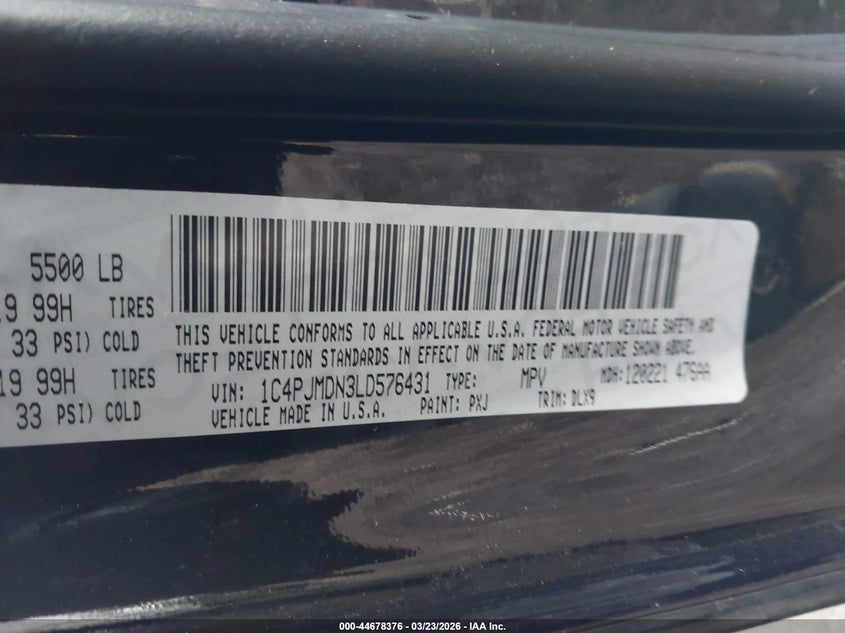 5500 LB
19 99H TIRES
33 PSI) COLD
19 99H TIRES
33 PSI) COLD
THIS VEHICLE CONFORMS TO ALL APPLICABLE U.S.A. FEDERAL MOTOR VEHICLE SAFETY AND
THEFT PREVENTION STANDARDS IN EFFECT ON THE DATE OF MANUFACTURE SHOWN ABOVE.
VIN: 1C4PJMDN3LD576431 TYPE: MPV MDH: 120221 476AA
VEHICLE MADE IN U.S.A. PAINT: PXJ TRIM: DLX9
000-44678376 - 03/23/2026 - IAA Inc.